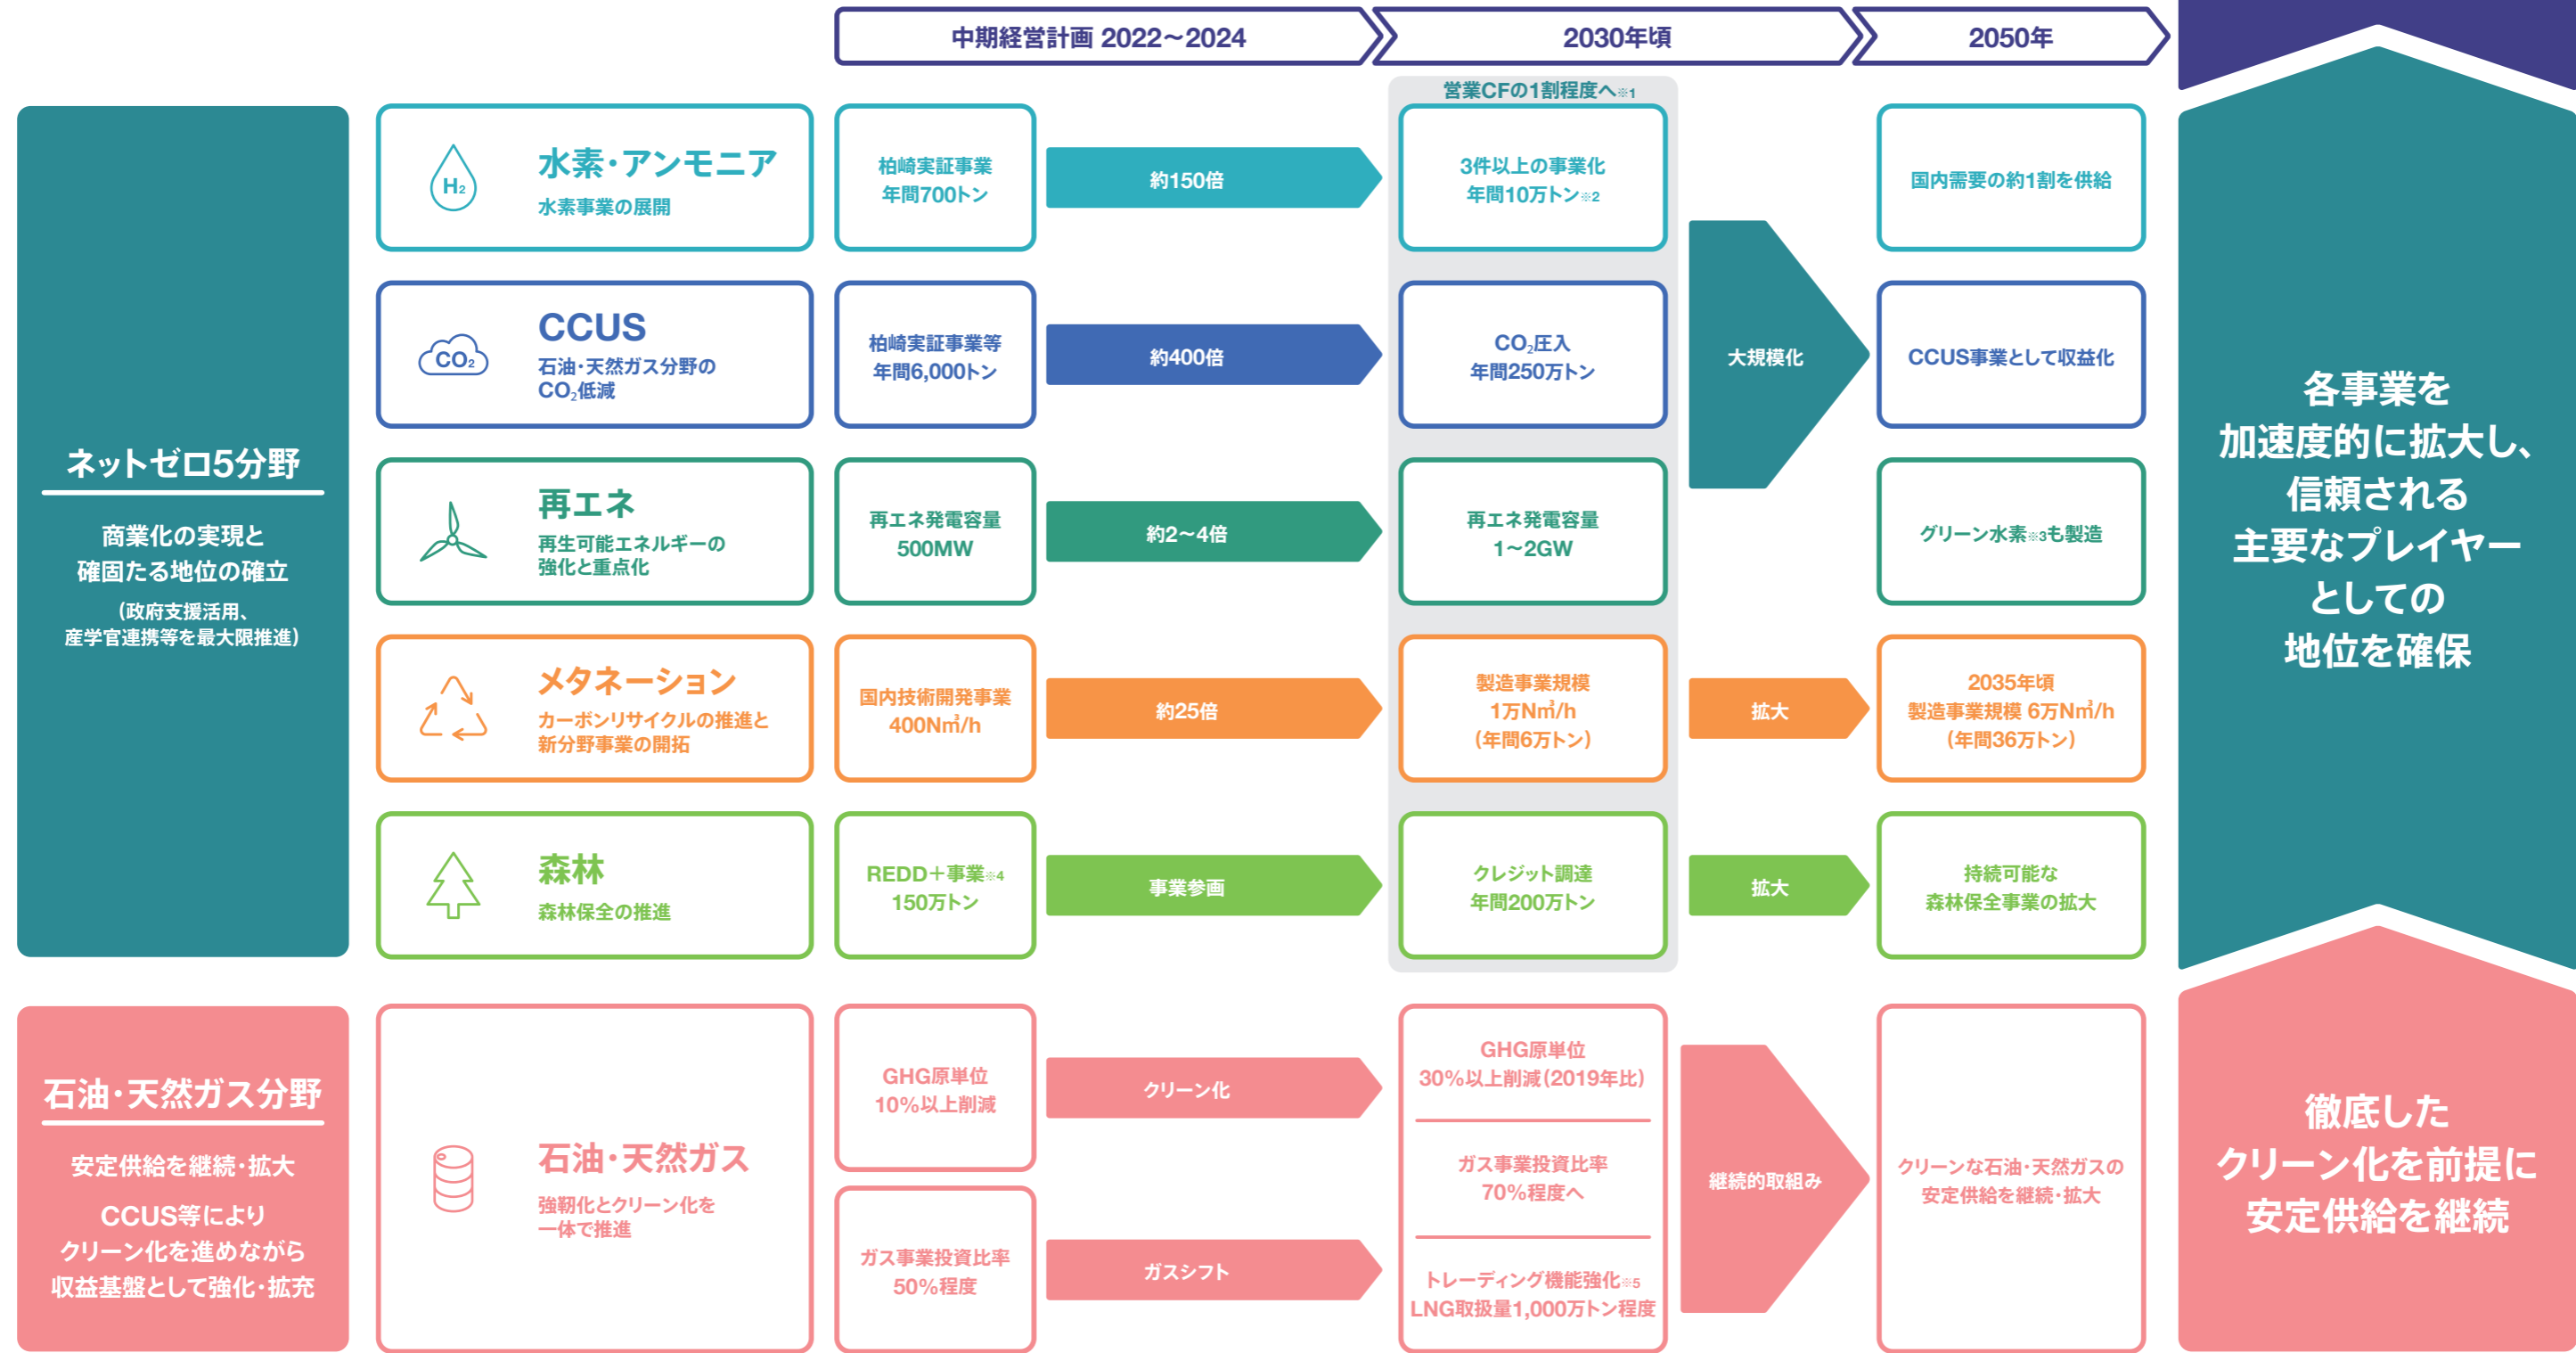 中期経営計画 2022～2024
2030年頃
2050年
営業CFの1割程度へ※1
ネットゼロ5分野
商業化の実現と
確固たる地位の確立
（政府支援活用、
産学官連携等を最大限推進）
H₂
水素・アンモニア
水素事業の展開
柏崎実証事業
年間700トン
約150倍
3件以上の事業化
年間10万トン※2
国内需要の約1割を供給
CO₂
CCUS
石油・天然ガス分野の
CO₂低減
柏崎実証事業等
年間6,000トン
約400倍
CO₂圧入
年間250万トン
大規模化
CCUS事業として収益化
再エネ
再生可能エネルギーの
強化と重点化
再エネ発電容量
500MW
約2～4倍
再エネ発電容量
1～2GW
グリーン水素※3も製造
メタネーション
カーボンリサイクルの推進と
新分野事業の開拓
国内技術開発事業
400Nm³/h
約25倍
製造事業規模
1万Nm³/h
（年間6万トン）
拡大
2035年頃
製造事業規模 6万Nm³/h
（年間36万トン）
森林
森林保全の推進
REDD＋事業※4
150万トン
事業参画
クレジット調達
年間200万トン
拡大
持続可能な
森林保全事業の拡大
各事業を
加速度的に拡大し、
信頼される
主要なプレイヤー
としての
地位を確保
石油・天然ガス分野
安定供給を継続・拡大
CCUS等により
クリーン化を進めながら
収益基盤として強化・拡充
石油・天然ガス
強靭化とクリーン化を
一体で推進
GHG原単位
10％以上削減
クリーン化
ガス事業投資比率
50％程度
ガスシフト
GHG原単位
30％以上削減（2019年比）
ガス事業投資比率
70％程度へ
トレーディング機能強化※5
LNG取扱量1,000万トン程度
継続的取組み
クリーンな石油・天然ガスの
安定供給を継続・拡大
徹底した
クリーン化を前提に
安定供給を継続